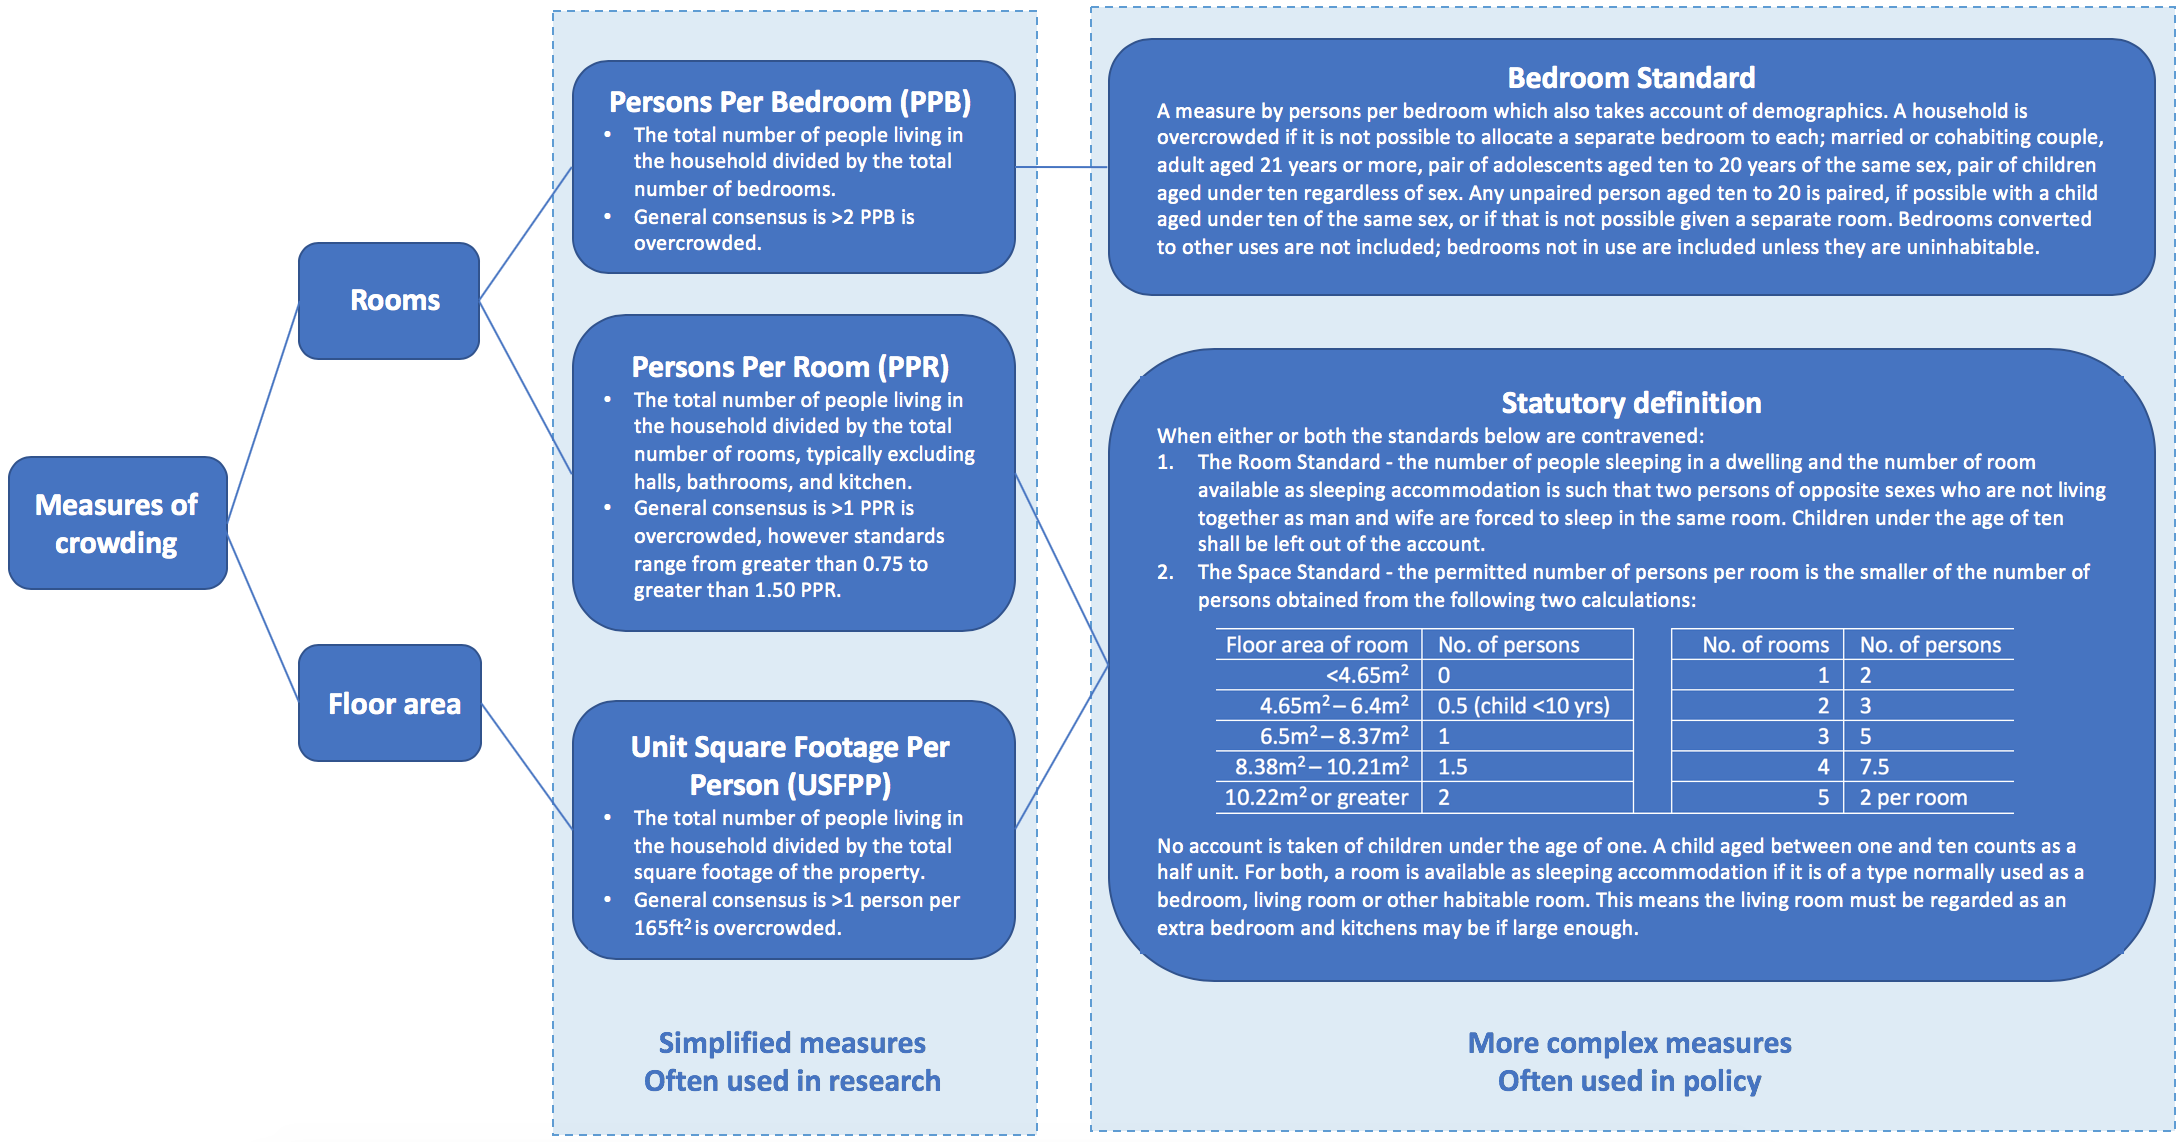 Measures of
crowding
Rooms
Floor area
Persons Per Bedroom (PPB)
• The total number of people living in
the household divided by the total
number of bedrooms.
• General consensus is >2 PPB is
overcrowded.
Persons Per Room (PPR)
• The total number of people living in
the household divided by the total
number of rooms, typically excluding
halls, bathrooms, and kitchen.
• General consensus is >1 PPR is
overcrowded, however standards
range from greater than 0.75 to
greater than 1.50 PPR.
Unit Square Footage Per
Person (USFPP)
• The total number of people living in
the household divided by the total
square footage of the property.
• General consensus is >1 person per
165ft² is overcrowded.
Simplified measures
Often used in research
Bedroom Standard
A measure by persons per bedroom which also takes account of demographics. A household is
overcrowded if it is not possible to allocate a separate bedroom to each; married or cohabiting couple,
adult aged 21 years or more, pair of adolescents aged ten to 20 years of the same sex, pair of children
aged under ten regardless of sex. Any unpaired person aged ten to 20 is paired, if possible with a child
aged under ten of the same sex, or if that is not possible given a separate room. Bedrooms converted
to other uses are not included; bedrooms not in use are included unless they are uninhabitable.
Statutory definition
When either or both the standards below are contravened:
1. The Room Standard - the number of people sleeping in a dwelling and the number of room
available as sleeping accommodation is such that two persons of opposite sexes who are not living
together as man and wife are forced to sleep in the same room. Children under the age of ten
shall be left out of the account.
2. The Space Standard - the permitted number of persons per room is the smaller of the number of
persons obtained from the following two calculations:
Floor area of room No. of persons
<4.65m² 0
4.65m² – 6.4m² 0.5 (child <10 yrs)
6.5m² – 8.37m² 1
8.38m² – 10.21m² 1.5
10.22m² or greater 2
No. of rooms No. of persons
1 2
2 3
3 5
4 7.5
5 2 per room
No account is taken of children under the age of one. A child aged between one and ten counts as a
half unit. For both, a room is available as sleeping accommodation if it is of a type normally used as a
bedroom, living room or other habitable room. This means the living room must be regarded as an
extra bedroom and kitchens may be if large enough.
More complex measures
Often used in policy